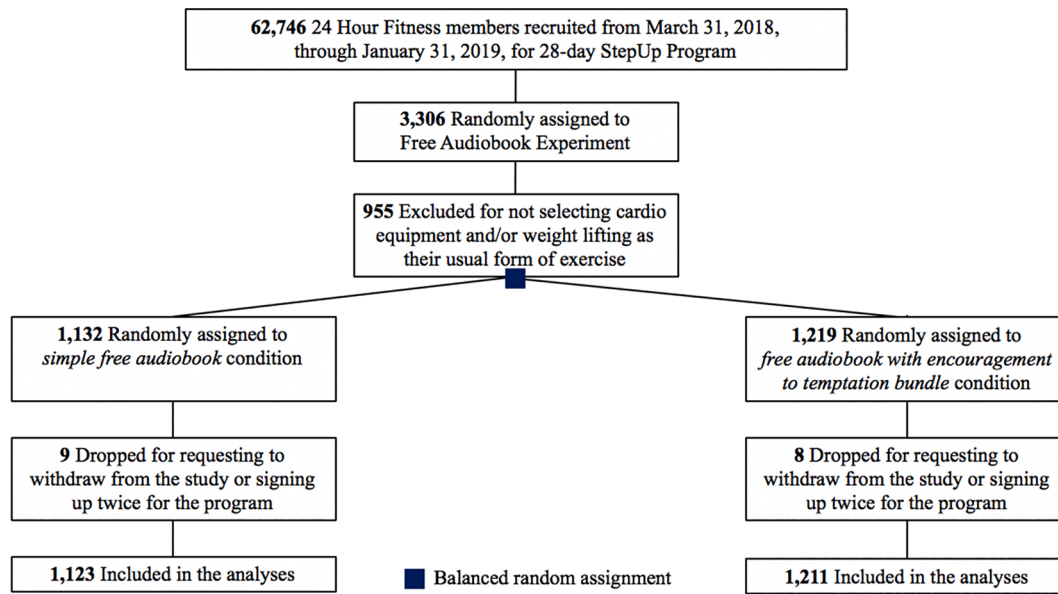 62,746 24 Hour Fitness members recruited from March 31, 2018,
through January 31, 2019, for 28-day StepUp Program
3,306 Randomly assigned to
Free Audiobook Experiment
955 Excluded for not selecting cardio
equipment and/or weight lifting as
their usual form of exercise
1,132 Randomly assigned to
simple free audiobook condition
1,219 Randomly assigned to
free audiobook with encouragement
to temptation bundle condition
9 Dropped for requesting to
withdraw from the study or signing
up twice for the program
8 Dropped for requesting to
withdraw from the study or signing
up twice for the program
1,123 Included in the analyses
Balanced random assignment
1,211 Included in the analyses